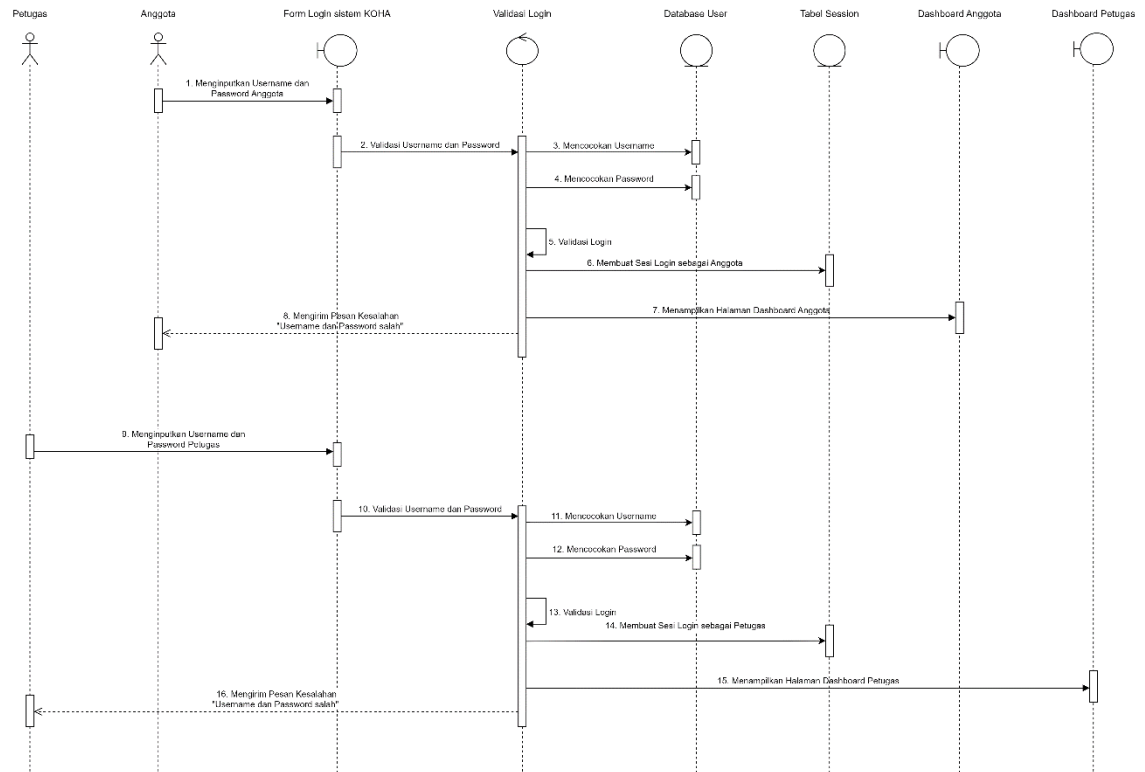 Petugas
Anggota
Form Login sistem KOHA
Validasi Login
Database User
Tabel Session
Dashboard Anggota
Dashboard Petugas
1. Menginputkan Username dan
Password Anggota
2. Validasi Username dan Password
3. Mencocokan Username
4. Mencocokan Password
5. Validasi Login
6. Membuat Sesi Login sebagai Anggota
7. Menampilkan Halaman Dashboard Anggota
8. Mengirim Pesan Kesalahan
"Username dan Password salah"
9. Menginputkan Username dan
Password Petugas
10. Validasi Username dan Password
11. Mencocokan Username
12. Mencocokan Password
13. Validasi Login
14. Membuat Sesi Login sebagai Petugas
15. Menampilkan Halaman Dashboard Petugas
16. Mengirim Pesan Kesalahan
"Username dan Password salah"